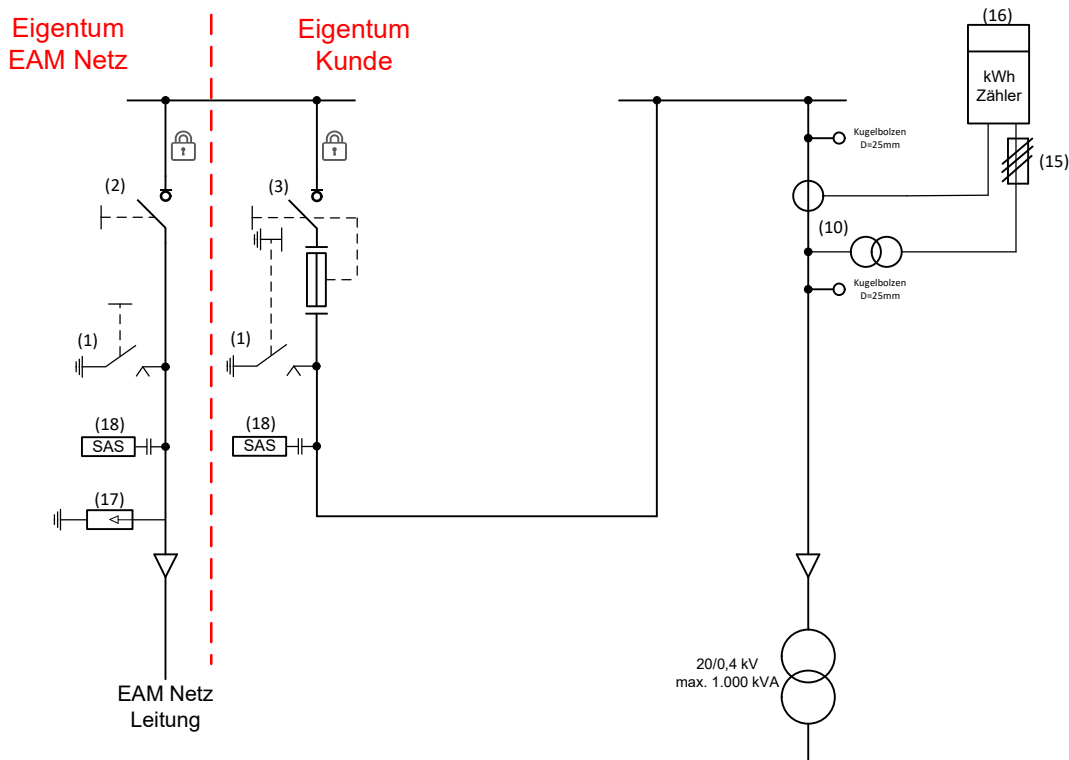 Eigentum
EAM Netz
Eigentum
Kunde
(16)
kWh
Zähler
Kugelbolzen
D=25mm
(15)
(2)
(3)
(10)
Kugelbolzen
D=25mm
(1)
(1)
(18)
SAS
(18)
SAS
(17)
20/0,4 kV
max. 1.000 kVA
EAM Netz
Leitung